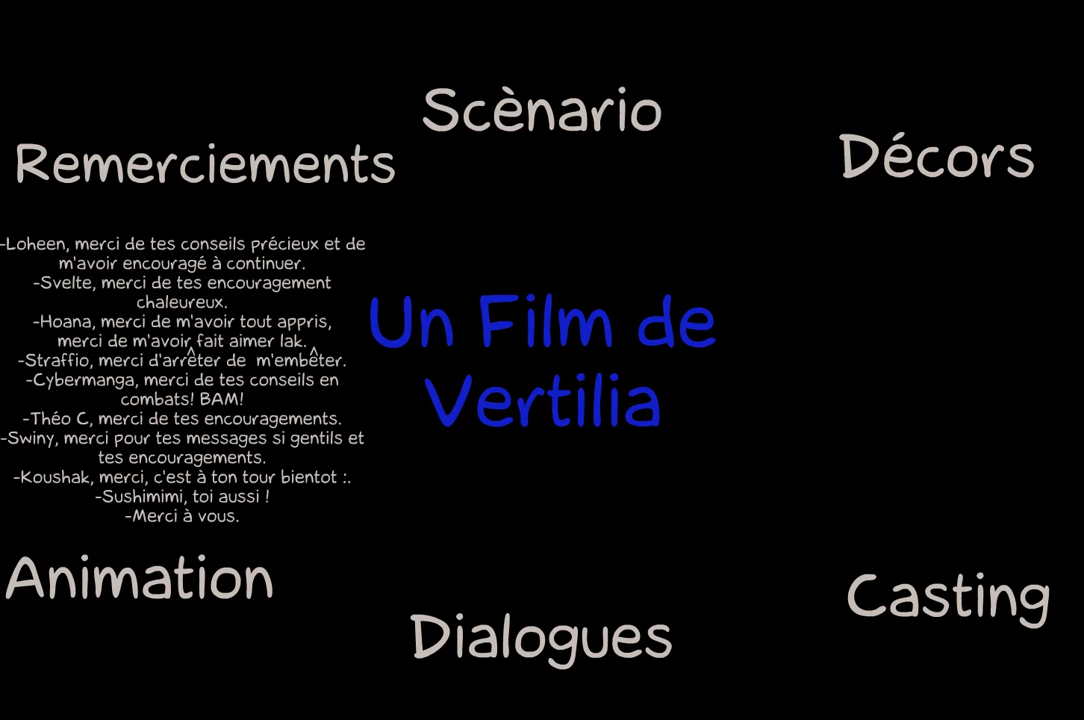 Scènario
Remerciements
Décors
-Loheen, merci de tes conseils précieux et de
m'avoir encouragé à continuer.
-Svelte, merci de tes encouragement
chaleureux.
-Hoana, merci de m'avoir tout appris,
merci de m'avoir fait aimer lak.
-Straffio, merci d'arrêter de m'embêter.
-Cybermanga, merci de tes conseils en
combats! BAM!
-Théo C, merci de tes encouragements.
-Swiny, merci pour tes messages si gentils et
tes encouragements.
-Koushak, merci, c'est à ton tour bientot :.
-Sushimimi, toi aussi !
-Merci à vous.
Un Film de
Vertilia
Animation
Dialogues
Casting